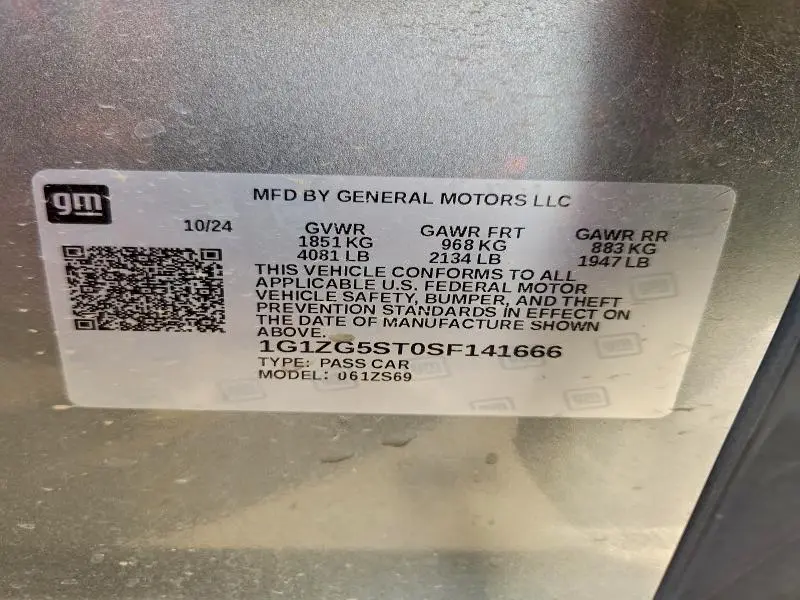 gm
MFD BY GENERAL MOTORS LLC
10/24 GVWR GAWR FRT GAWR RR
1851 KG 968 KG 883 KG
4081 LB 2134 LB 1947 LB
THIS VEHICLE CONFORMS TO ALL
APPLICABLE U.S. FEDERAL MOTOR
VEHICLE SAFETY, BUMPER, AND THEFT
PREVENTION STANDARDS IN EFFECT ON
THE DATE OF MANUFACTURE SHOWN
ABOVE.
1G1ZG5ST0SF141666
TYPE: PASS CAR
MODEL: 061ZS69